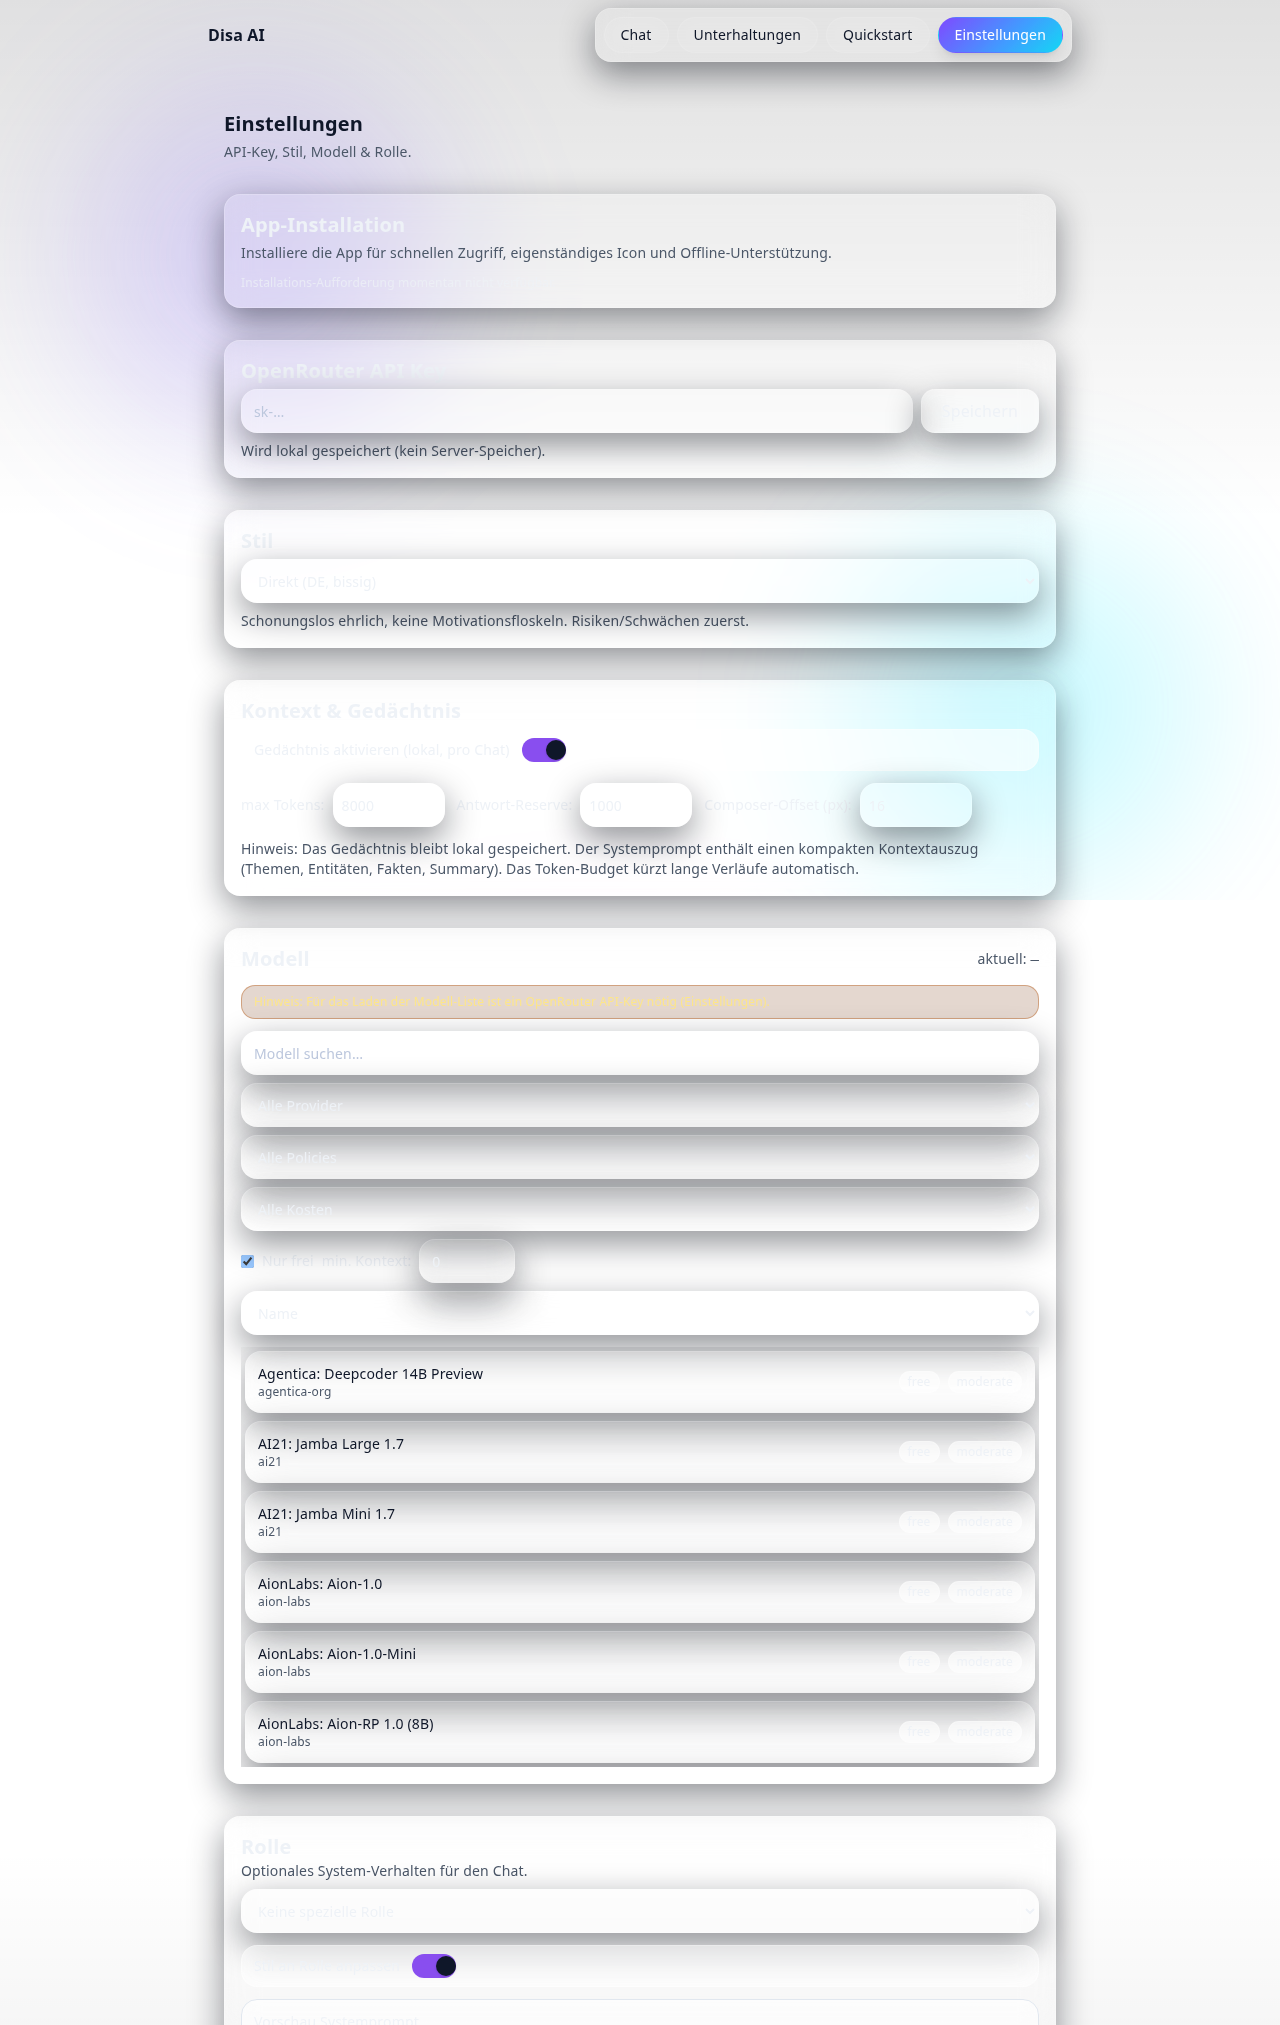 Disa AI
Chat
Unterhaltungen
Quickstart
Einstellungen
Einstellungen
API-Key, Stil, Modell & Rolle.
App-Installation
Installiere die App für schnellen Zugriff, eigenständiges Icon und Offline-Unterstützung.
Installations-Aufforderung momentan
OpenRouter API Key
sk-...
Speichern
Wird lokal gespeichert (kein Server-Speicher).
Stil
Direkt (DE, bissig)
Schonungslos ehrlich, keine Motivationsfloskeln. Risiken/Schwächen zuerst.
Kontext & Gedächtnis
Gedächtnis aktivieren (lokal, pro Chat)
max Tokens: 8000 Antwort-Reserve: 1000 Composer-Offset (px): 16
Hinweis: Das Gedächtnis bleibt lokal gespeichert. Der Systemprompt enthält einen kompakten Kontextauszug
(Themen, Entitäten, Fakten, Summary). Das Token-Budget kürzt lange Verläufe automatisch.
Modell
aktuell: —
Hinweis: Für das Laden der Modell-Liste ist ein OpenRouter API-Key nötig (Einstellungen).
Modell suchen...
Alle Provider
Alle Policies
Alle Kosten
Nur frei min. Kontext: 0
Name
Agentica: Deepcoder 14B Preview
agentica-org
free moderate
AI21: Jamba Large 1.7
ai21
free moderate
AI21: Jamba Mini 1.7
ai21
free moderate
AionLabs: Aion-1.0
aion-labs
free moderate
AionLabs: Aion-1.0-Mini
aion-labs
free moderate
AionLabs: Aion-RP 1.0 (8B)
aion-labs
free moderate
Rolle
Optionales System-Verhalten für den Chat.
Keine spezielle Rolle
Vorschau Systemprompt